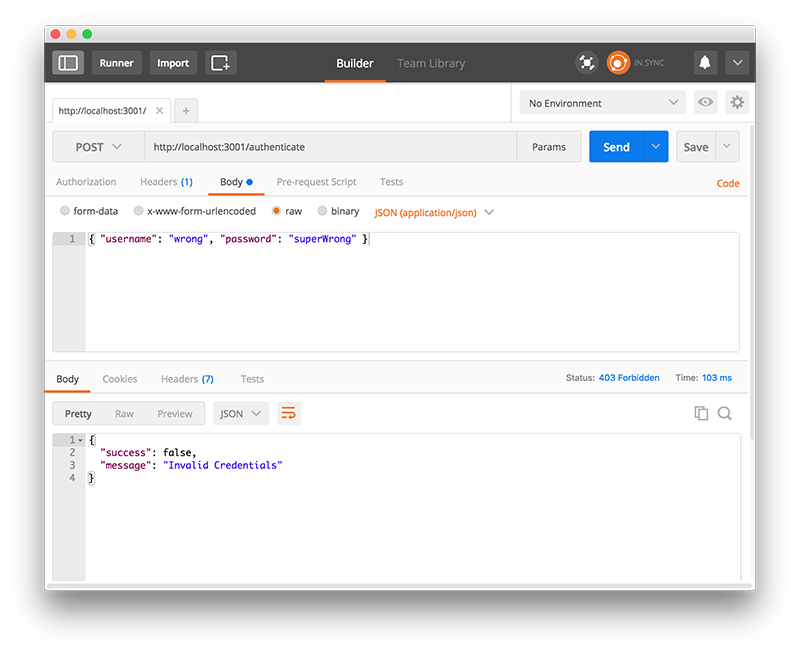 Runner Import Builder Team Library IN SYNC
http://localhost:3001/ × + No Environment
POST http://localhost:3001/authenticate Params Send Save
Authorization Headers (1) Body Pre-request Script Tests Code
form-data x-www-form-urlencoded raw binary JSON (application/json)
1 { "username": "wrong", "password": "superWrong" }
Body Cookies Headers (7) Tests Status: 403 Forbidden Time: 103 ms
Pretty Raw Preview JSON
1 {
2 "success": false,
3 "message": "Invalid Credentials"
4 }